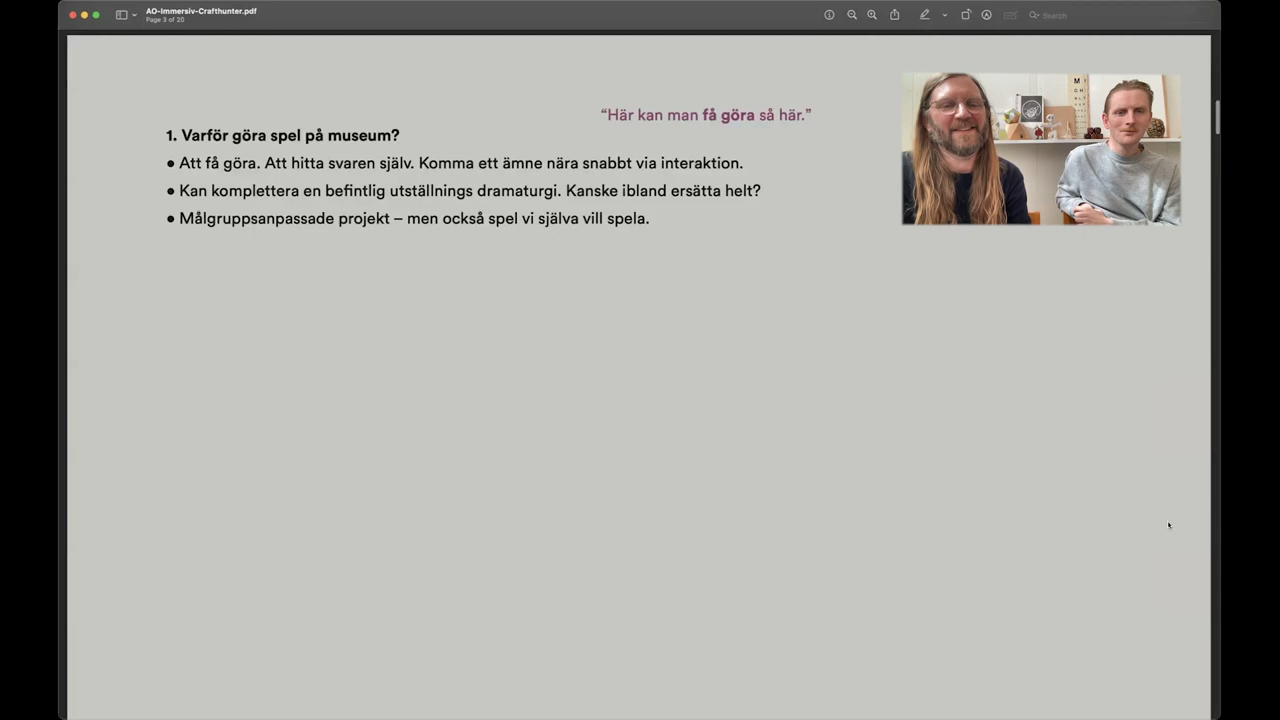 AO-Immersiv-Crafthunter.pdf
Page 3 of 20
Search
“Här kan man få göra så här.”
1. Varför göra spel på museum?
● Att få göra. Att hitta svaren själv. Komma ett ämne nära snabbt via interaktion.
● Kan komplettera en befintlig utställnings dramaturgi. Kanske ibland ersätta helt?
● Målgruppsanpassade projekt – men också spel vi själva vill spela.